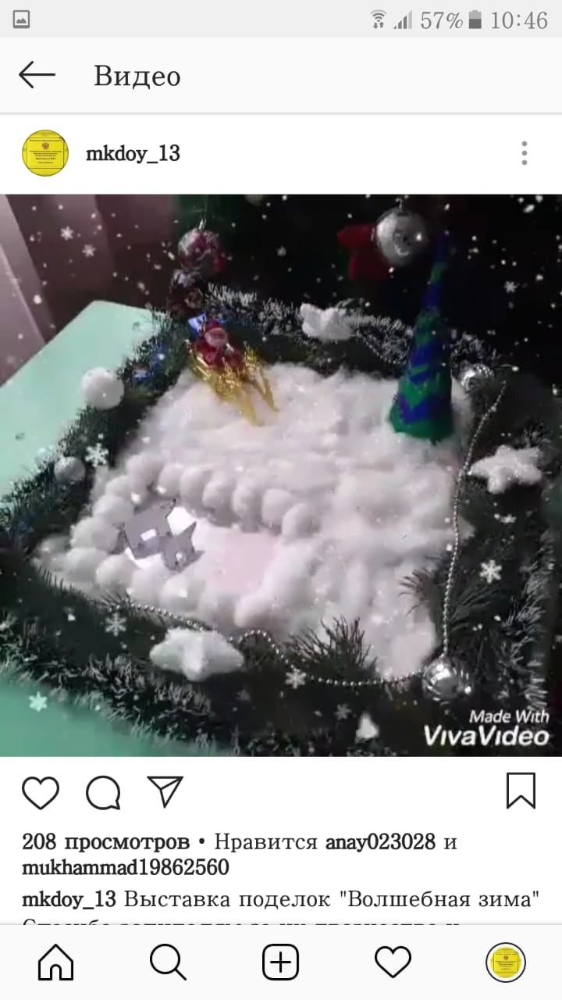 57% 10:46
Видео
mkdoy_13
Made With
VivaVideo
208 просмотров • Нравится anay023028 и
mukhammad19862560
mkdoy_13 Выставка поделок "Волшебная зима"